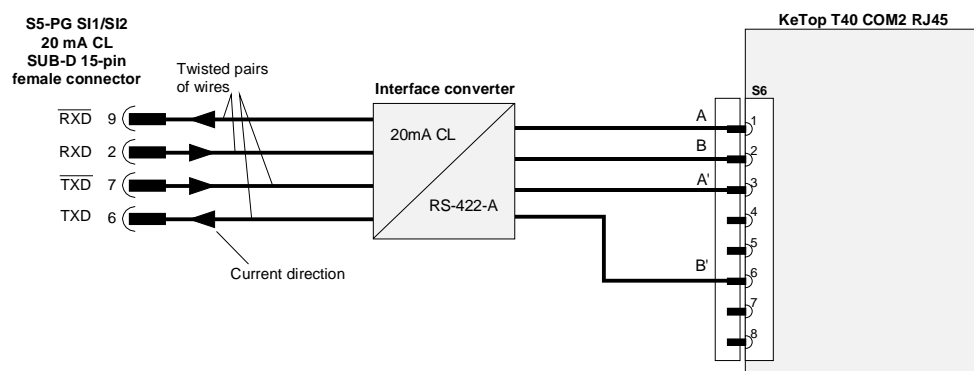 S5-PG SI1/SI2
20 mA CL
SUB-D 15-pin
female connector
KeTop T40 COM2 RJ45
Twisted pairs
of wires
Interface converter
S6
RXD 9
RXD 2
TXD 7
TXD 6
20mA CL
RS-422-A
Current direction
A
B
A'
B'
1
2
3
4
5
6
7
8